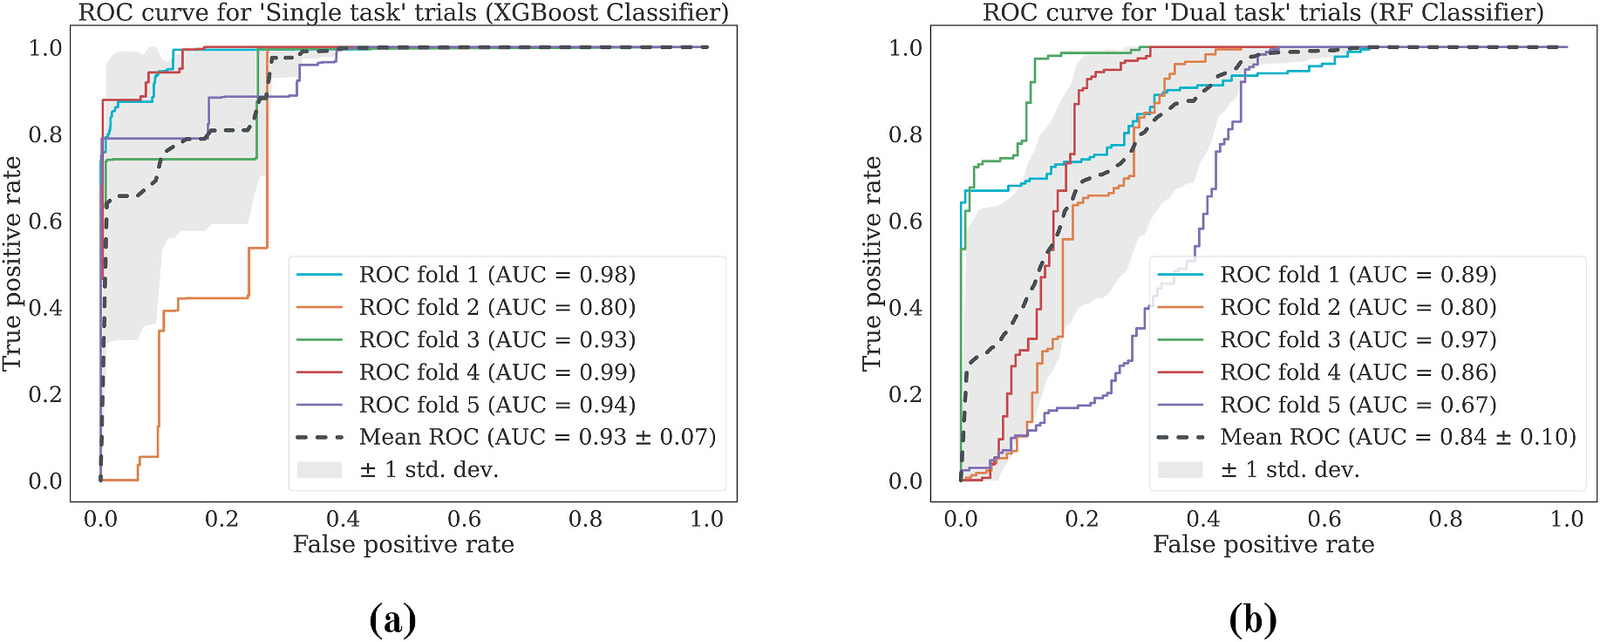 ROC curve for 'Single task' trials (XGBoost Classifier)
True positive rate
1.0
0.8
0.6
0.4
0.2
0.0
ROC fold 1 (AUC = 0.98)
ROC fold 2 (AUC = 0.80)
ROC fold 3 (AUC = 0.93)
ROC fold 4 (AUC = 0.99)
ROC fold 5 (AUC = 0.94)
Mean ROC (AUC = 0.93 ± 0.07)
± 1 std. dev.
0.0 0.2 0.4 0.6 0.8 1.0
False positive rate
(a)
ROC curve for 'Dual task' trials (RF Classifier)
True positive rate
1.0
0.8
0.6
0.4
0.2
0.0
ROC fold 1 (AUC = 0.89)
ROC fold 2 (AUC = 0.80)
ROC fold 3 (AUC = 0.97)
ROC fold 4 (AUC = 0.86)
ROC fold 5 (AUC = 0.67)
Mean ROC (AUC = 0.84 ± 0.10)
± 1 std. dev.
0.0 0.2 0.4 0.6 0.8 1.0
False positive rate
(b)